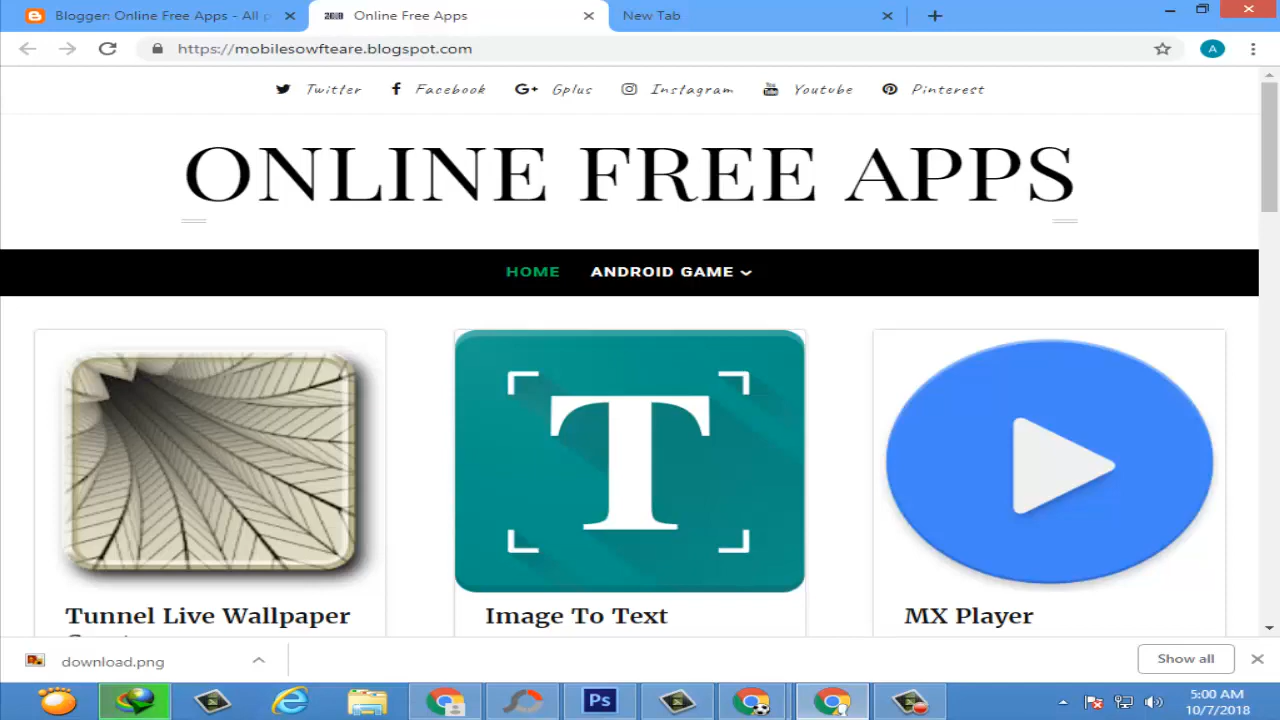 Blogger: Online Free Apps - All p
Online Free Apps
New Tab
https://mobilesowfteare.blogspot.com
A
Twitter Facebook G+ Gplus Instagram Youtube Pinterest
ONLINE FREE APPS
HOME ANDROID GAME
T
Tunnel Live Wallpaper
Image To Text
MX Player
download.png
Show all
Ps
5:00 AM
10/7/2018